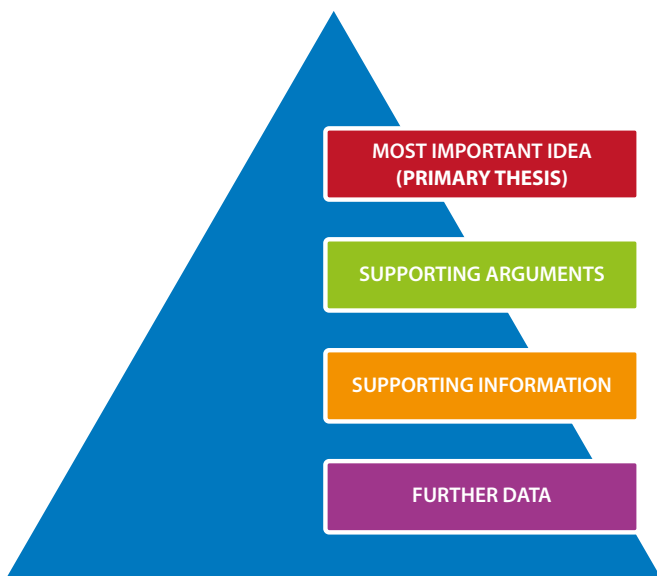 MOST IMPORTANT IDEA
(PRIMARY THESIS)
SUPPORTING ARGUMENTS
SUPPORTING INFORMATION
FURTHER DATA